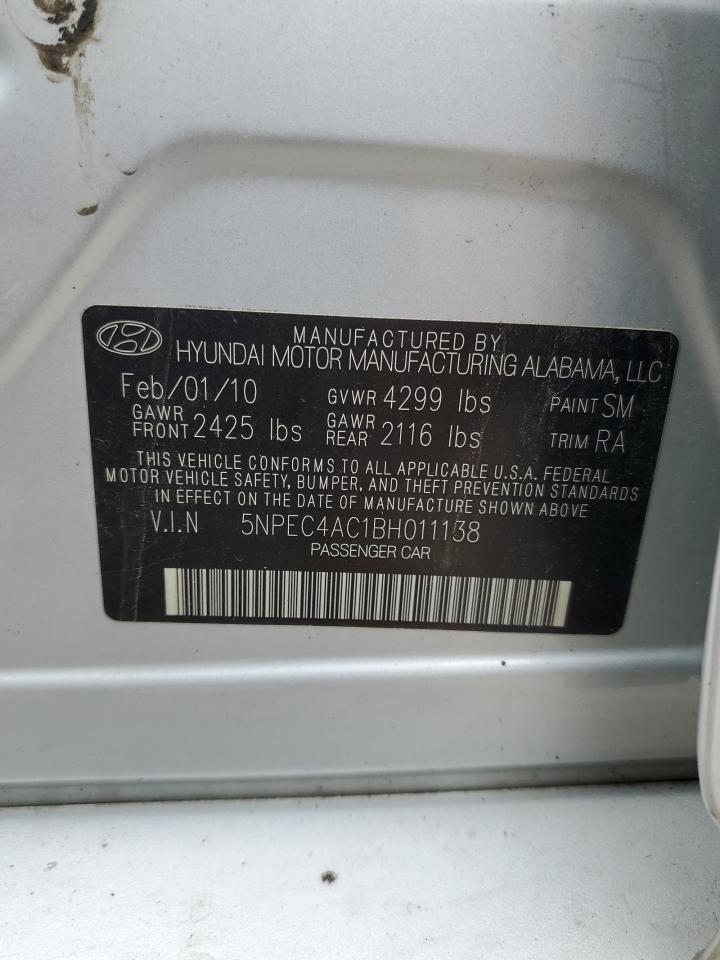 MANUFACTURED BY
HYUNDAI MOTOR MANUFACTURING ALABAMA, LLC
Feb/01/10 GVWR 4299 lbs PAINT SM
GAWR FRONT 2425 lbs GAWR REAR 2116 lbs TRIM RA
THIS VEHICLE CONFORMS TO ALL APPLICABLE U.S.A. FEDERAL
MOTOR VEHICLE SAFETY, BUMPER, AND THEFT PREVENTION STANDARDS
IN EFFECT ON THE DATE OF MANUFACTURE SHOWN ABOVE
V.I.N 5NPEC4AC1BH011138
PASSENGER CAR